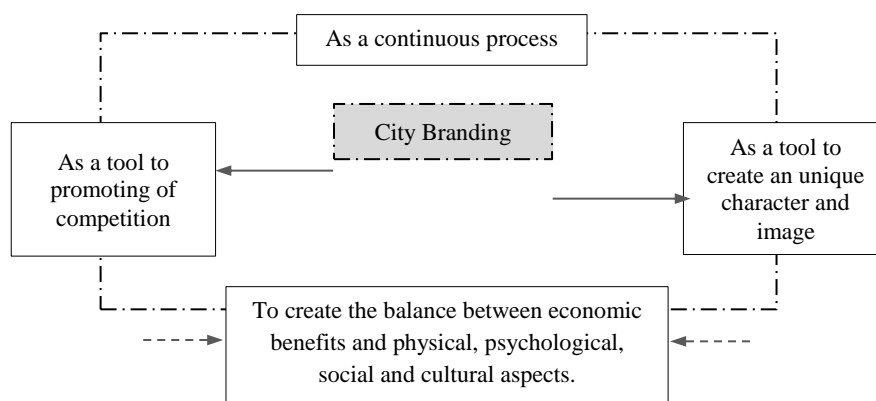 As a continuous process
City Branding
As a tool to
promoting of
competition
As a tool to
create an unique
character and
image
To create the balance between economic
benefits and physical, psychological,
social and cultural aspects.